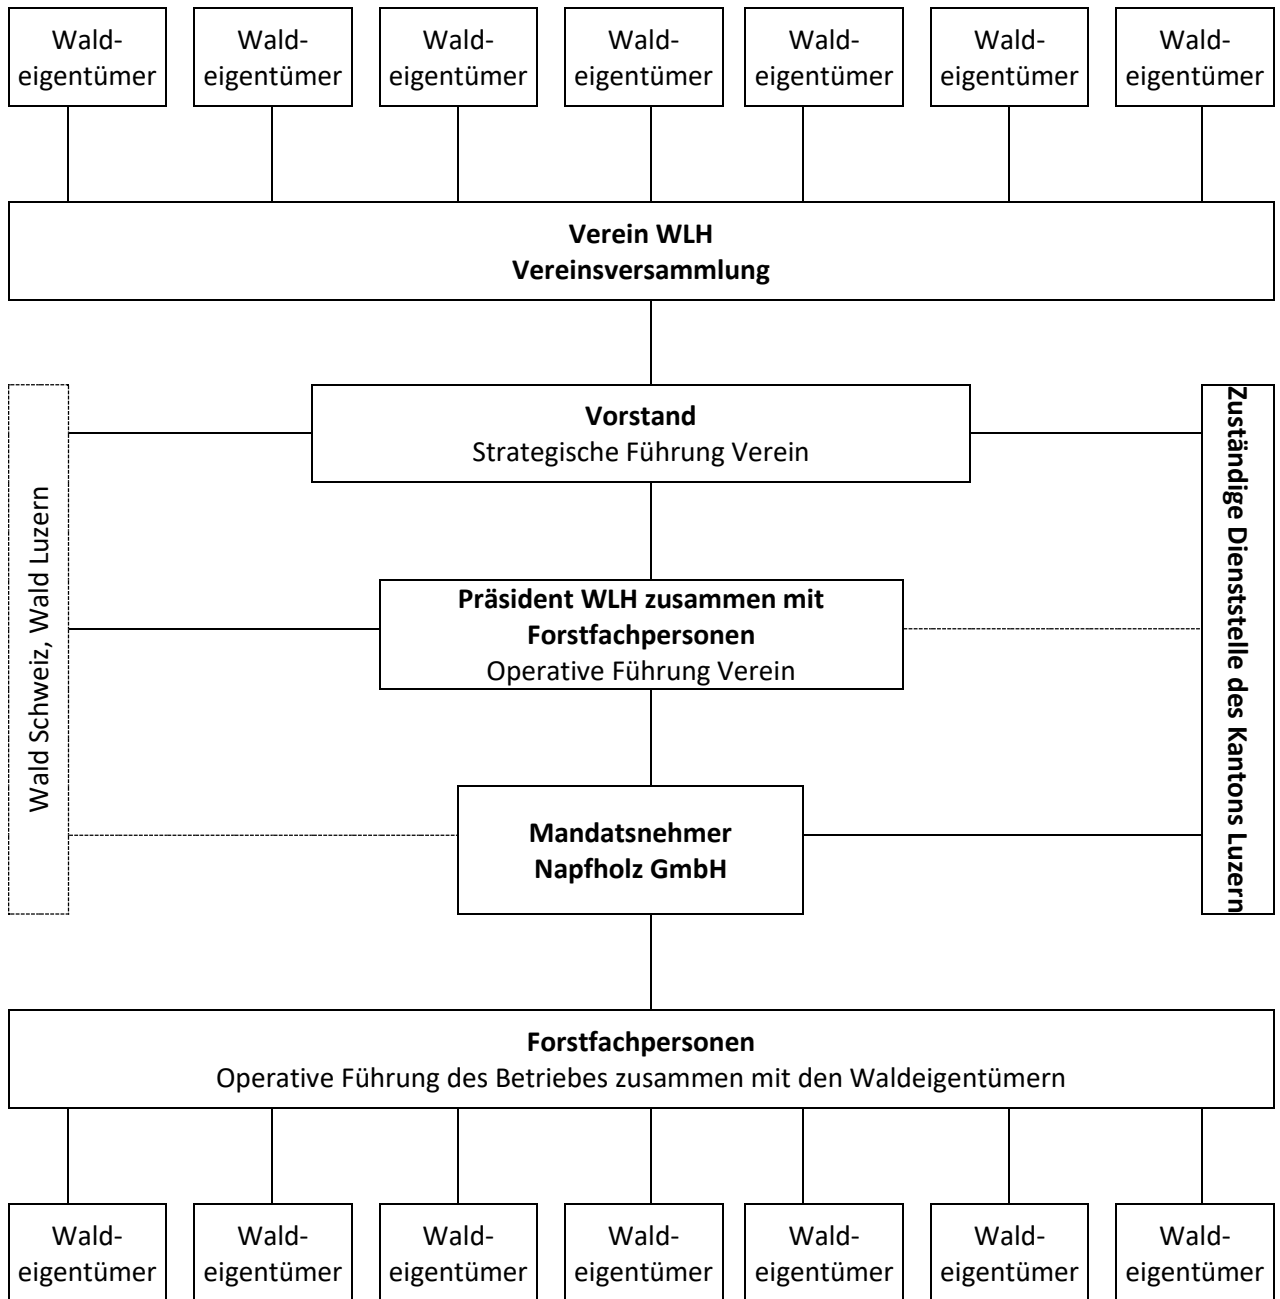 Wald-
eigentümer
Wald-
eigentümer
Wald-
eigentümer
Wald-
eigentümer
Wald-
eigentümer
Wald-
eigentümer
Wald-
eigentümer
Verein WLH
Vereinsversammlung
Wald Schweiz, Wald Luzern
Vorstand
Strategische Führung Verein
Zuständige Dienststelle des Kantons Luzern
Präsident WLH zusammen mit
Forstfachpersonen
Operative Führung Verein
Mandatsnehmer
Napfholz GmbH
Forstfachpersonen
Operative Führung des Betriebes zusammen mit den Waldeigentümern
Wald-
eigentümer
Wald-
eigentümer
Wald-
eigentümer
Wald-
eigentümer
Wald-
eigentümer
Wald-
eigentümer
Wald-
eigentümer